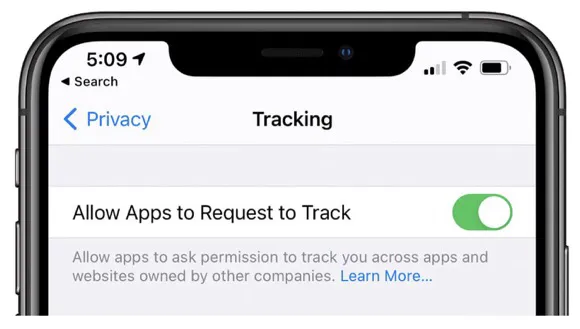 5:09
◀ Search
Privacy
Tracking
Allow Apps to Request to Track
Allow apps to ask permission to track you across apps and
websites owned by other companies. Learn More...